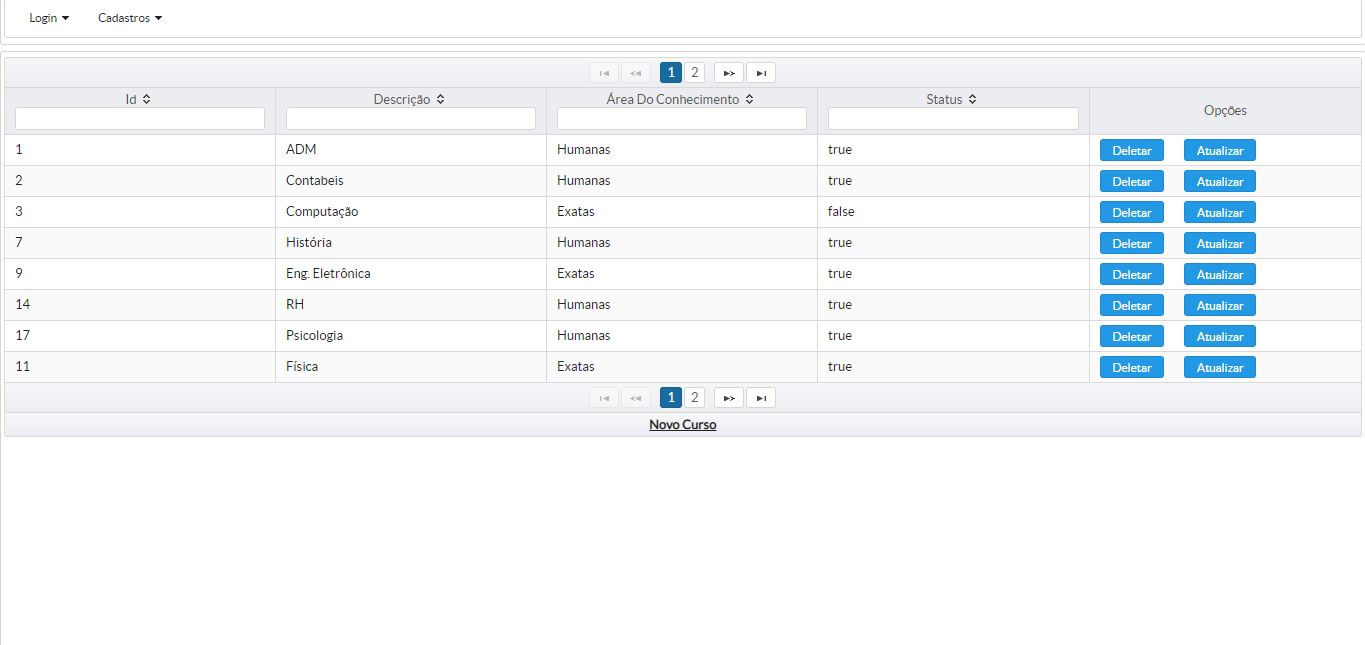 Login Cadastros
1 2
Id Descrição Área Do Conhecimento Status Opções
1 ADM Humanas true Deletar Atualizar
2 Contabeis Humanas true Deletar Atualizar
3 Computação Exatas false Deletar Atualizar
7 História Humanas true Deletar Atualizar
9 Eng. Eletrônica Exatas true Deletar Atualizar
14 RH Humanas true Deletar Atualizar
17 Psicologia Humanas true Deletar Atualizar
11 Física Exatas true Deletar Atualizar
1 2
Novo Curso